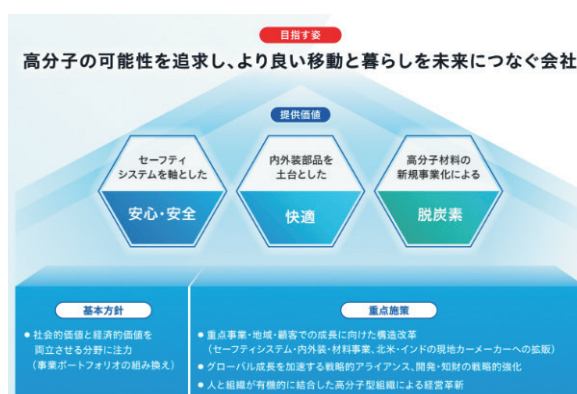 目指す姿
高分子の可能性を追求し、より良い移動と暮らしを未来につなぐ会社
提供価値
セーフティ
システムを軸とした
安心・安全
内外装部品を
土台とした
快適
高分子材料の
新規事業化による
脱炭素
基本方針
● 社会的価値と経済的価値を
両立させる分野に注力
（事業ポートフォリオの組み換え）
重点施策
● 重点事業・地域・顧客での成長に向けた構造改革
（セーフティシステム・内外装・材料事業、北米・インドの現地カーメーカーへの拡販）
● グローバル成長を加速する戦略的アライアンス、開発・知財の戦略的強化
● 人と組織が有機的に結合した高分子型組織による経営革新